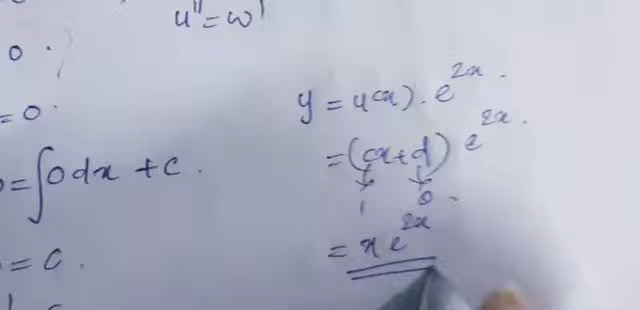 u'' = w'
0 .
= 0 .
= ∫0 dx + c .
= c .
y = u(x) . e^{2x} .
= (cx+d) e^{2x} .
↓ ↓
1 0 .
= x e^{2x}